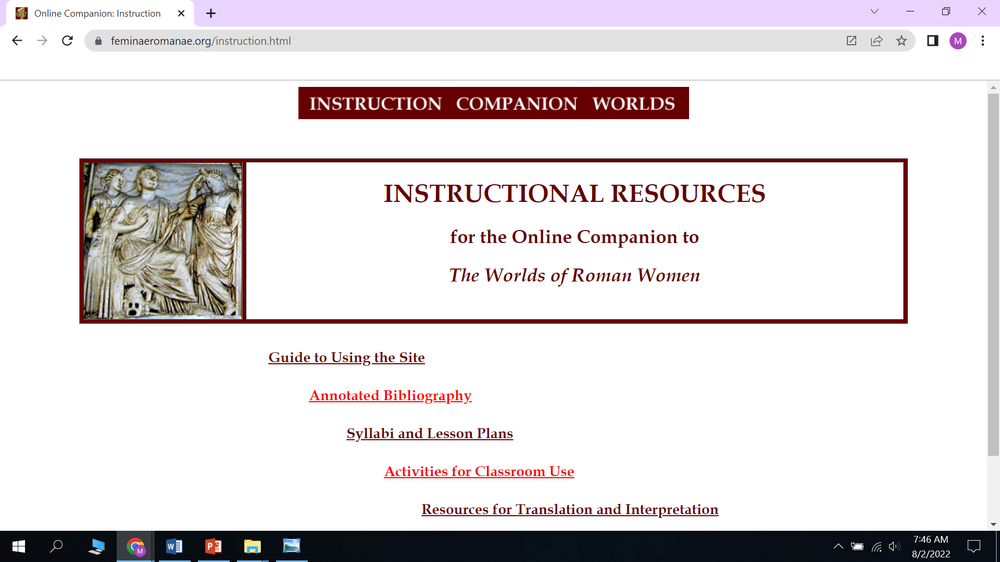 Online Companion: Instruction
feminaeromanae.org/instruction.html
M
INSTRUCTION COMPANION WORLDS
INSTRUCTIONAL RESOURCES
for the Online Companion to
The Worlds of Roman Women
Guide to Using the Site
Annotated Bibliography
Syllabi and Lesson Plans
Activities for Classroom Use
Resources for Translation and Interpretation
M
W
P
7:46 AM
8/2/2022